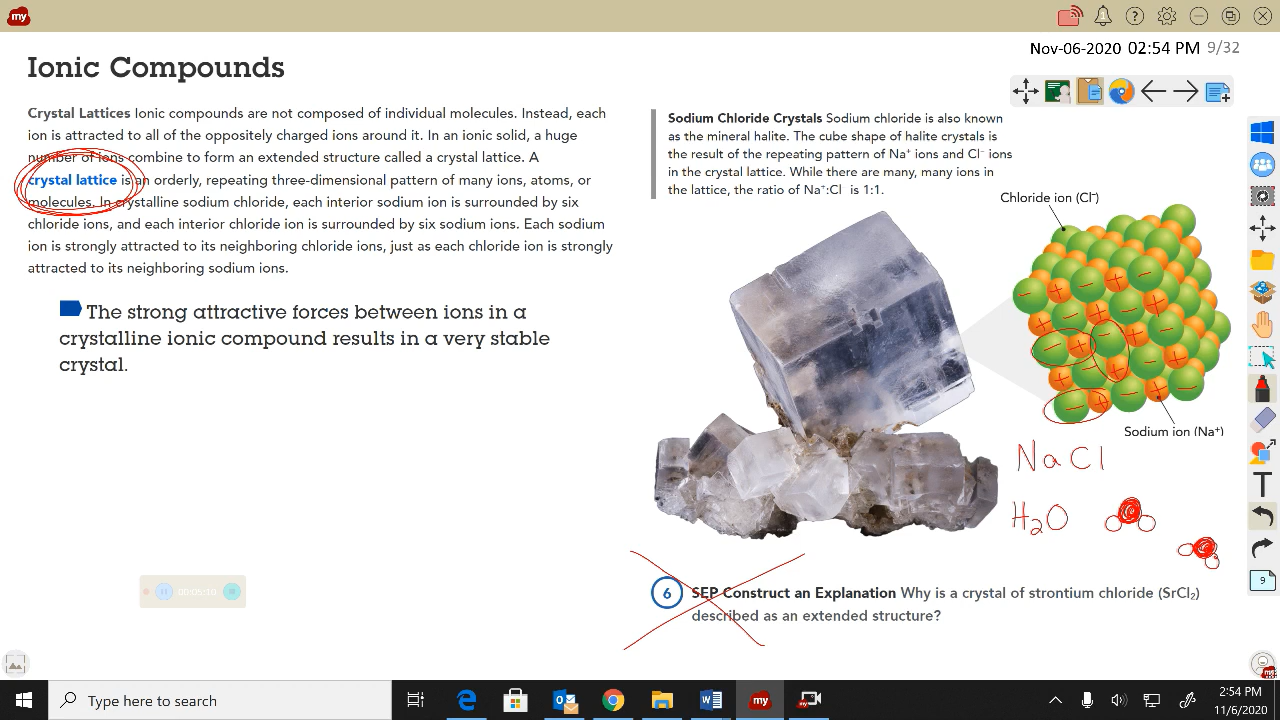 my
1
Nov-06-2020 02:54 PM 9/32
Ionic Compounds
Crystal Lattices Ionic compounds are not composed of individual molecules. Instead, each
ion is attracted to all of the oppositely charged ions around it. In an ionic solid, a huge
number of ions combine to form an extended structure called a crystal lattice. A
crystal lattice is an orderly, repeating three-dimensional pattern of many ions, atoms, or
molecules. In crystalline sodium chloride, each interior sodium ion is surrounded by six
chloride ions, and each interior chloride ion is surrounded by six sodium ions. Each sodium
ion is strongly attracted to its neighboring chloride ions, just as each chloride ion is strongly
attracted to its neighboring sodium ions.
The strong attractive forces between ions in a
crystalline ionic compound results in a very stable
crystal.
Sodium Chloride Crystals Sodium chloride is also known
as the mineral halite. The cube shape of halite crystals is
the result of the repeating pattern of Na⁺ ions and Cl⁻ ions
in the crystal lattice. While there are many, many ions in
the lattice, the ratio of Na⁺:Cl⁻ is 1:1.
Chloride ion (Cl⁻)
Sodium ion (Na⁺)
NaCl
H₂O
6 SEP Construct an Explanation Why is a crystal of strontium chloride (SrCl₂)
described as an extended structure?
00:05:10
T
9
Type here to search
my
2:54 PM
11/6/2020